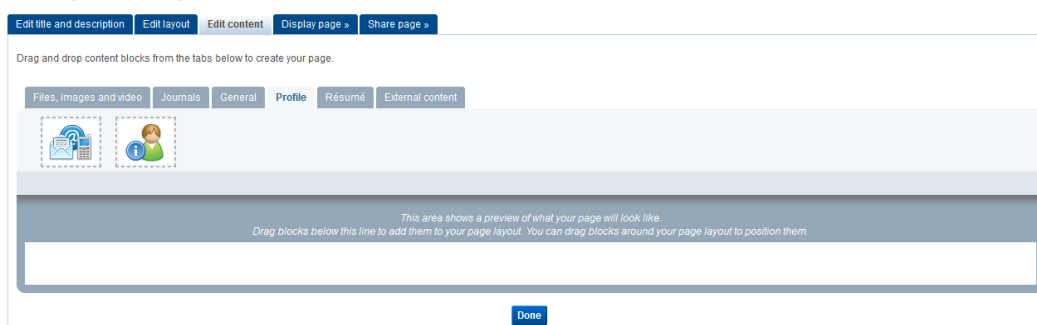 Edit title and description Edit layout Edit content Display page » Share page »
Drag and drop content blocks from the tabs below to create your page.
Files, images and video Journals General Profile Résumé External content
This area shows a preview of what your page will look like.
Drag blocks below this line to add them to your page layout. You can drag blocks around your page layout to position them.
Done